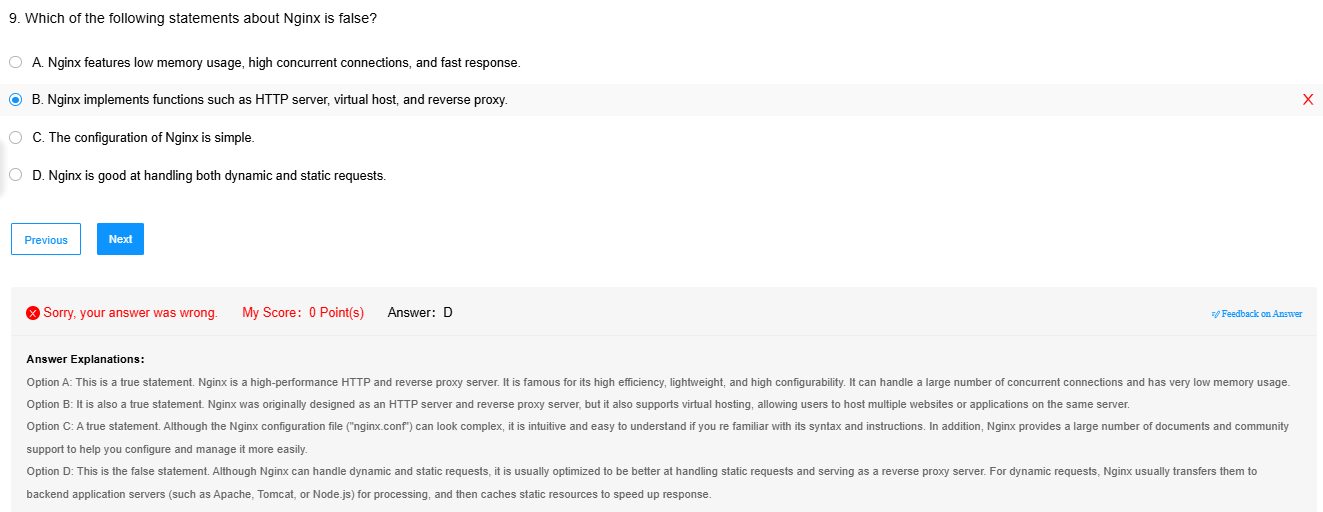 9. Which of the following statements about Nginx is false?
A. Nginx features low memory usage, high concurrent connections, and fast response.
B. Nginx implements functions such as HTTP server, virtual host, and reverse proxy.
C. The configuration of Nginx is simple.
D. Nginx is good at handling both dynamic and static requests.
Previous Next
Sorry, your answer was wrong. My Score: 0 Point(s) Answer: D Feedback on Answer
Answer Explanations:
Option A: This is a true statement. Nginx is a high-performance HTTP and reverse proxy server. It is famous for its high efficiency, lightweight, and high configurability. It can handle a large number of concurrent connections and has very low memory usage.
Option B: It is also a true statement. Nginx was originally designed as an HTTP server and reverse proxy server, but it also supports virtual hosting, allowing users to host multiple websites or applications on the same server.
Option C: A true statement. Although the Nginx configuration file ("nginx.conf") can look complex, it is intuitive and easy to understand if you re familiar with its syntax and instructions. In addition, Nginx provides a large number of documents and community
support to help you configure and manage it more easily.
Option D: This is the false statement. Although Nginx can handle dynamic and static requests, it is usually optimized to be better at handling static requests and serving as a reverse proxy server. For dynamic requests, Nginx usually transfers them to
backend application servers (such as Apache, Tomcat, or Node.js) for processing, and then caches static resources to speed up response.